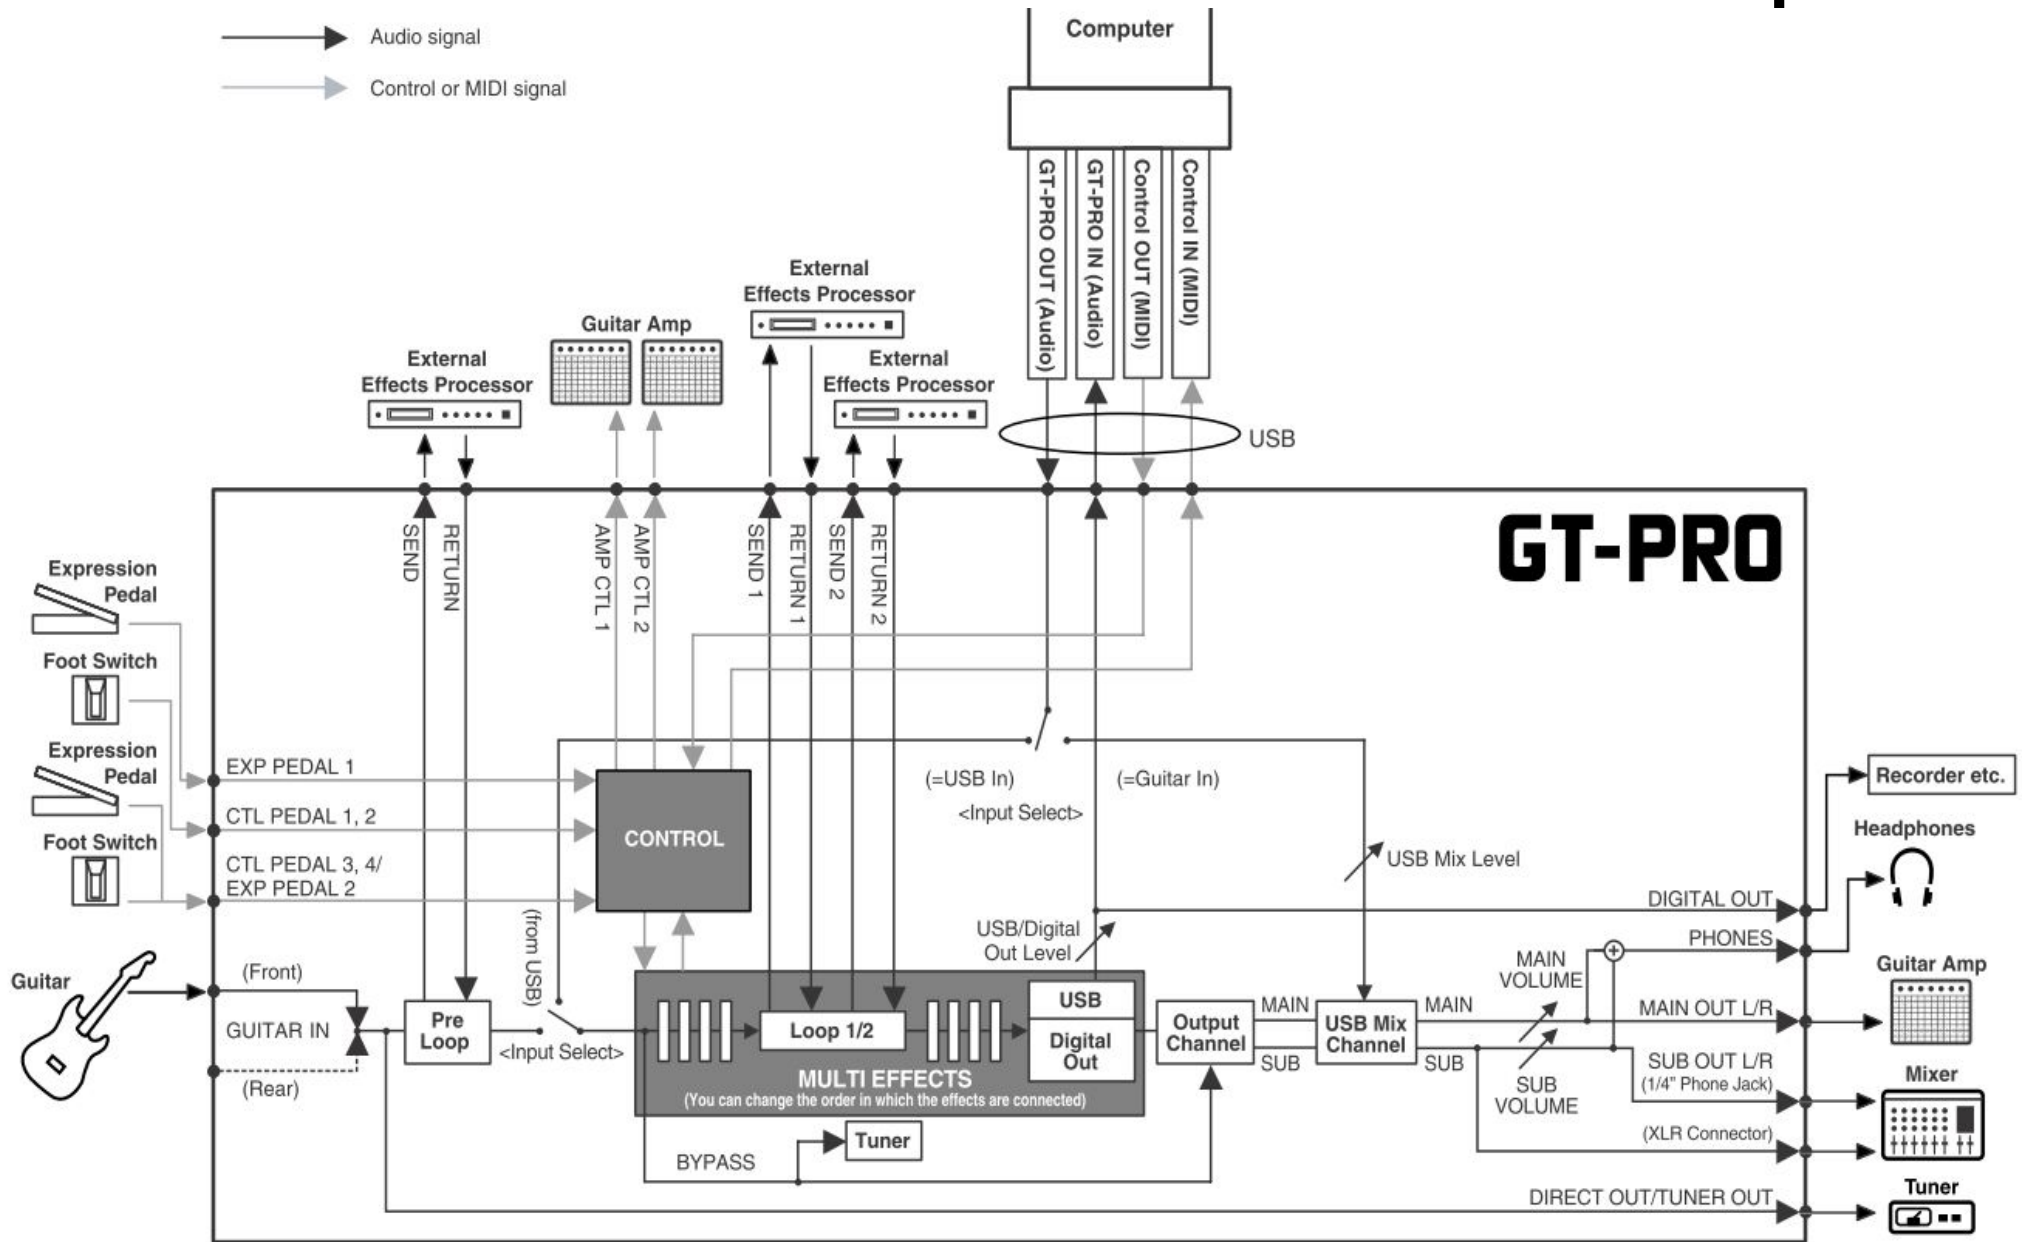 Audio signal
Control or MIDI signal
Computer
GT-PRO OUT (Audio)
GT-PRO IN (Audio)
Control OUT (MIDI)
Control IN (MIDI)
USB
External
Effects Processor
Guitar Amp
External
Effects Processor
External
Effects Processor
SEND
RETURN
AMP CTL 1
AMP CTL 2
SEND 1
RETURN 1
SEND 2
RETURN 2
GT-PRO
Expression
Pedal
Foot Switch
Expression
Pedal
Foot Switch
EXP PEDAL 1
CTL PEDAL 1, 2
CTL PEDAL 3, 4/
EXP PEDAL 2
CONTROL
(=USB In)
(=Guitar In)
<Input Select>
USB Mix Level
USB/Digital
Out Level
(from USB)
Guitar
(Front)
GUITAR IN
(Rear)
Pre
Loop
<Input Select>
Loop 1/2
MULTI EFFECTS
(You can change the order in which the effects are connected)
USB
Digital
Out
Output
Channel
MAIN
SUB
USB Mix
Channel
MAIN
SUB
MAIN
VOLUME
SUB
VOLUME
Tuner
BYPASS
DIGITAL OUT
PHONES
MAIN OUT L/R
SUB OUT L/R
(1/4" Phone Jack)
(XLR Connector)
DIRECT OUT/TUNER OUT
Recorder etc.
Headphones
Guitar Amp
Mixer
Tuner